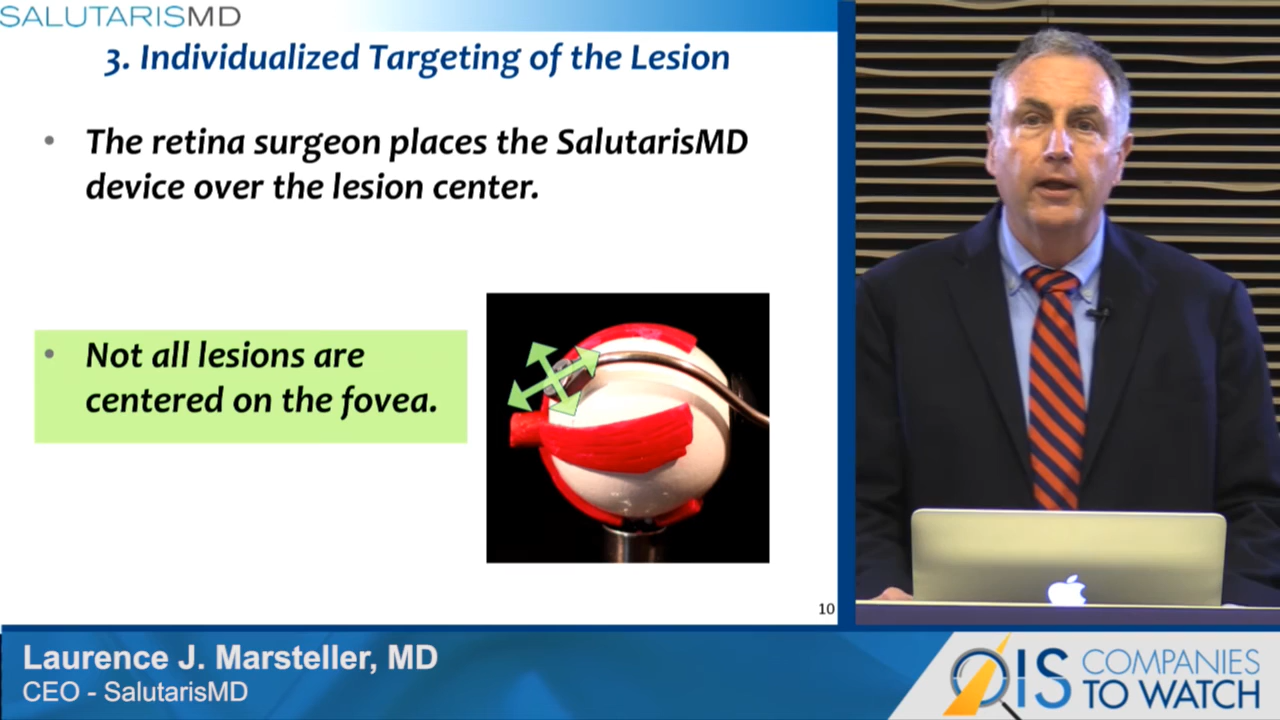 SALUTARISMD
3. Individualized Targeting of the Lesion
• The retina surgeon places the SalutarisMD
device over the lesion center.
• Not all lesions are
centered on the fovea.
10
Laurence J. Marsteller, MD
CEO - SalutarisMD
OIS COMPANIES
TO WATCH